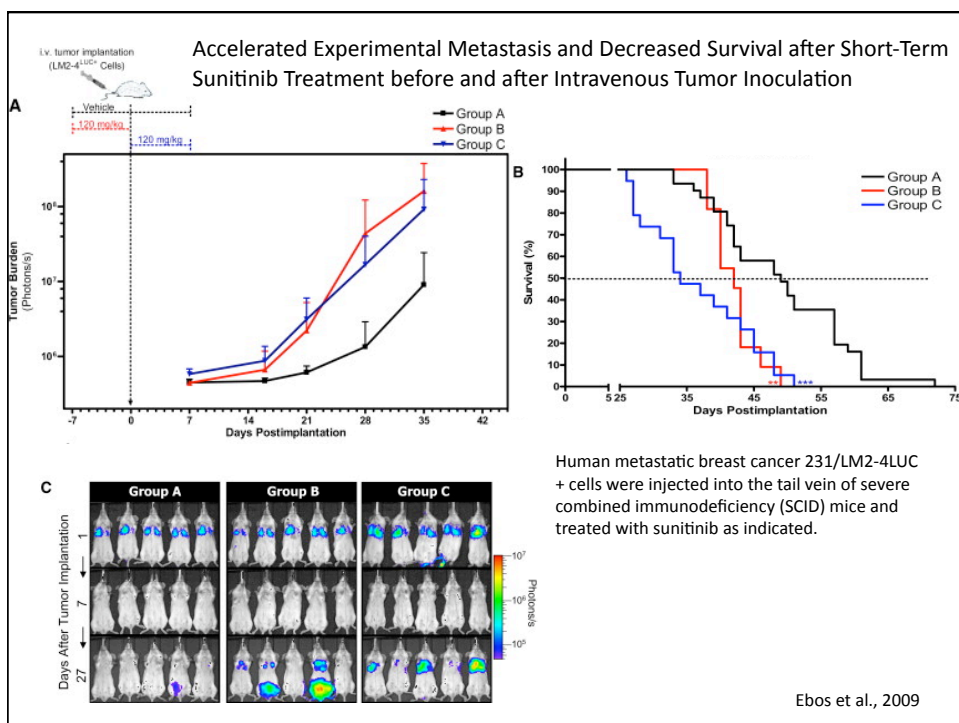 Accelerated Experimental Metastasis and Decreased Survival after Short-Term
Sunitinib Treatment before and after Intravenous Tumor Inoculation
i.v. tumor implantation
(LM2-4LUC+ Cells)
A
Vehicle
120 mg/kg
120 mg/kg
Group A
Group B
Group C
Tumor Burden
(Photons/s)
10⁸
10⁷
10⁶
-7 0 7 14 21 28 35 42
Days Postimplantation
B
Group A
Group B
Group C
Survival (%)
100
90
80
70
60
50
40
30
20
10
0
** ***
0 5 25 35 45 55 65 75
Days Postimplantation
Human metastatic breast cancer 231/LM2-4LUC
+ cells were injected into the tail vein of severe
combined immunodeficiency (SCID) mice and
treated with sunitinib as indicated.
C
Group A Group B Group C
Days After Tumor Implantation
1
7
27
10⁷
10⁶
10⁵
Photons/s
Ebos et al., 2009